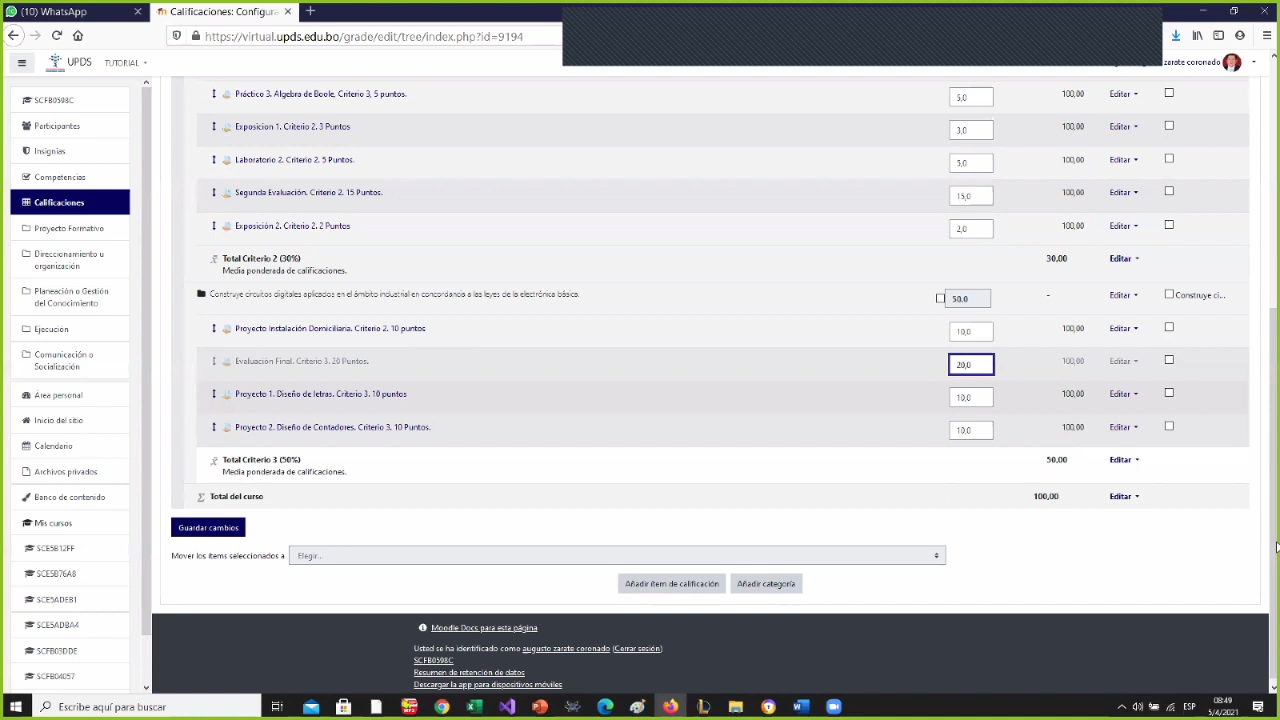 (10) WhatsApp
Calificaciones: Configura
https://virtual.upds.edu.bo/grade/edit/tree/index.php?id=9194
UPDS TUTORIAL
zarate coronado
SCFB0598C
Participantes
Insignias
Competencias
Calificaciones
Proyecto Formativo
Direccionamiento u
organización
Planeación o Gestión
del Conocimiento
Ejecución
Comunicación o
Socialización
Área personal
Inicio del sitio
Calendario
Archivos privados
Banco de contenido
Mis cursos
SCE5B12FF
SCE5B76A8
SCE5ADEB1
SCE5ADBA4
SCFB03DDE
SCFB04057
Práctico 3. Algebra de Boole, Criterio 3, 5 puntos. 5,0 100,00 Editar
Exposicion 1. Criterio 2. 3 Puntos 3,0 100,00 Editar
Laboratorio 2. Criterio 2. 5 Puntos. 5,0 100,00 Editar
Segunda Evaluación. Criterio 2. 15 Puntos. 15,0 100,00 Editar
Exposición 2. Criterio 2. 2 Puntos 2,0 100,00 Editar
Total Criterio 2 (30%) 30,00 Editar
Media ponderada de calificaciones.
Construye circuitos digitales aplicados en el ámbito industrial en concordancia a las leyes de la electrónica básica. 50.0 - Editar Construye ci...
Proyecto Instalación Domiciliaria. Criterio 2. 10 puntos 10,0 100,00 Editar
Evaluación Final. Criterio 3. 20 Puntos. 20,0 100,00 Editar
Proyecto 1. Diseño de letras. Criterio 3. 10 puntos 10,0 100,00 Editar
Proyecto 2. Diseño de Contadores. Criterio 3. 10 Puntos. 10,0 100,00 Editar
Total Criterio 3 (50%) 50,00 Editar
Media ponderada de calificaciones.
Total del curso 100,00 Editar
Guardar cambios
Mover los ítems seleccionados a Elegir...
Añadir ítem de calificación Añadir categoría
Moodle Docs para esta página
Usted se ha identificado como augusto zarate coronado (Cerrar sesión)
SCFB0598C
Resumen de retención de datos
Descargar la app para dispositivos móviles
Escribe aquí para buscar
ESP
08:49
5/4/2021